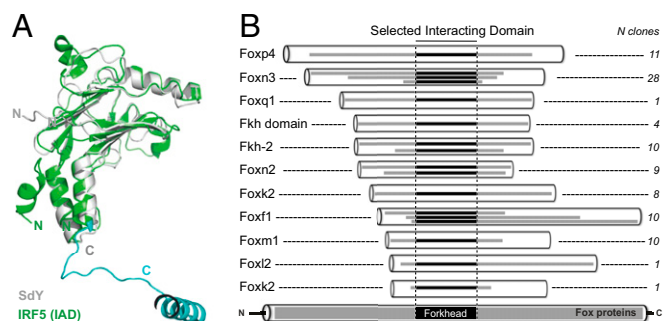 A
N
N
N
C
C
SdY
IRF5 (IAD)
B
Selected Interacting Domain
N clones
Foxp4 11
Foxn3 28
Foxq1 1
Fkh domain 4
Fkh-2 10
Foxn2 9
Foxk2 8
Foxf1 10
Foxm1 10
Foxl2 1
Foxk2 1
N Forkhead Fox proteins C